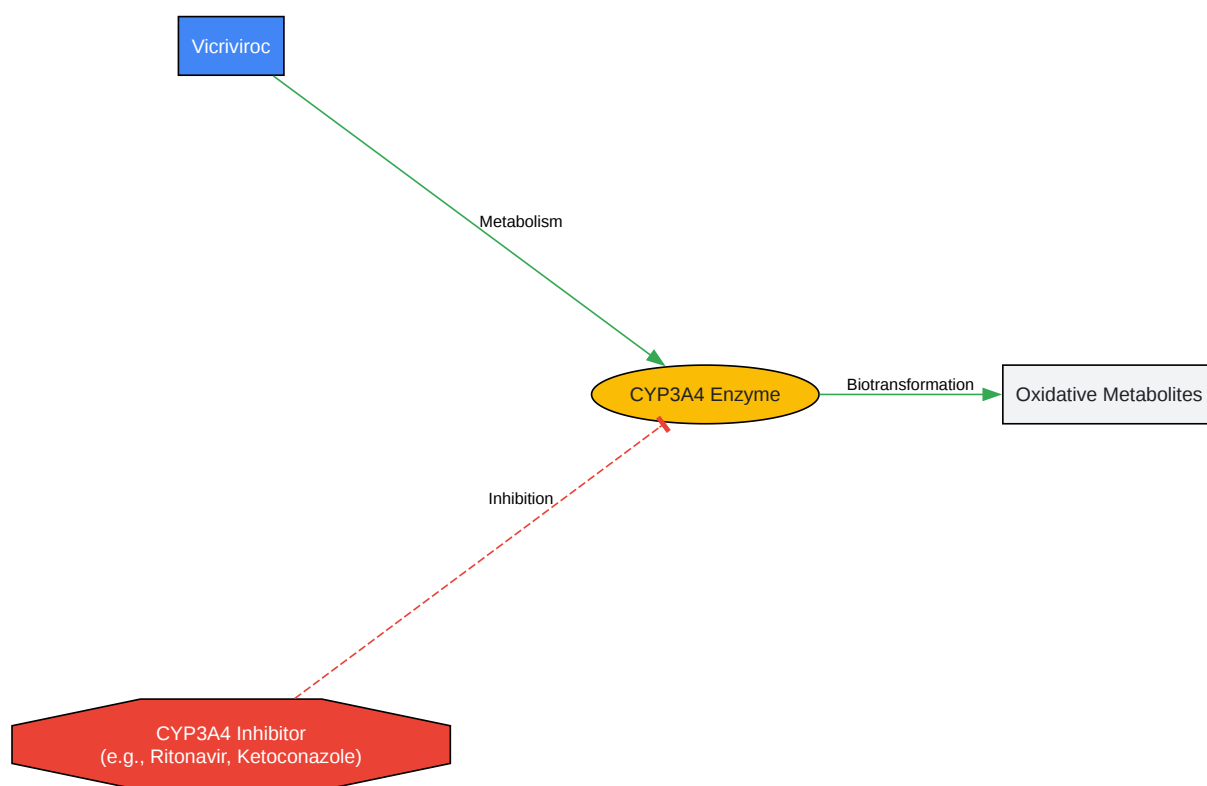 Vicriviroc
Metabolism
CYP3A4 Enzyme
Biotransformation
Oxidative Metabolites
Inhibition
CYP3A4 Inhibitor
(e.g., Ritonavir, Ketoconazole)